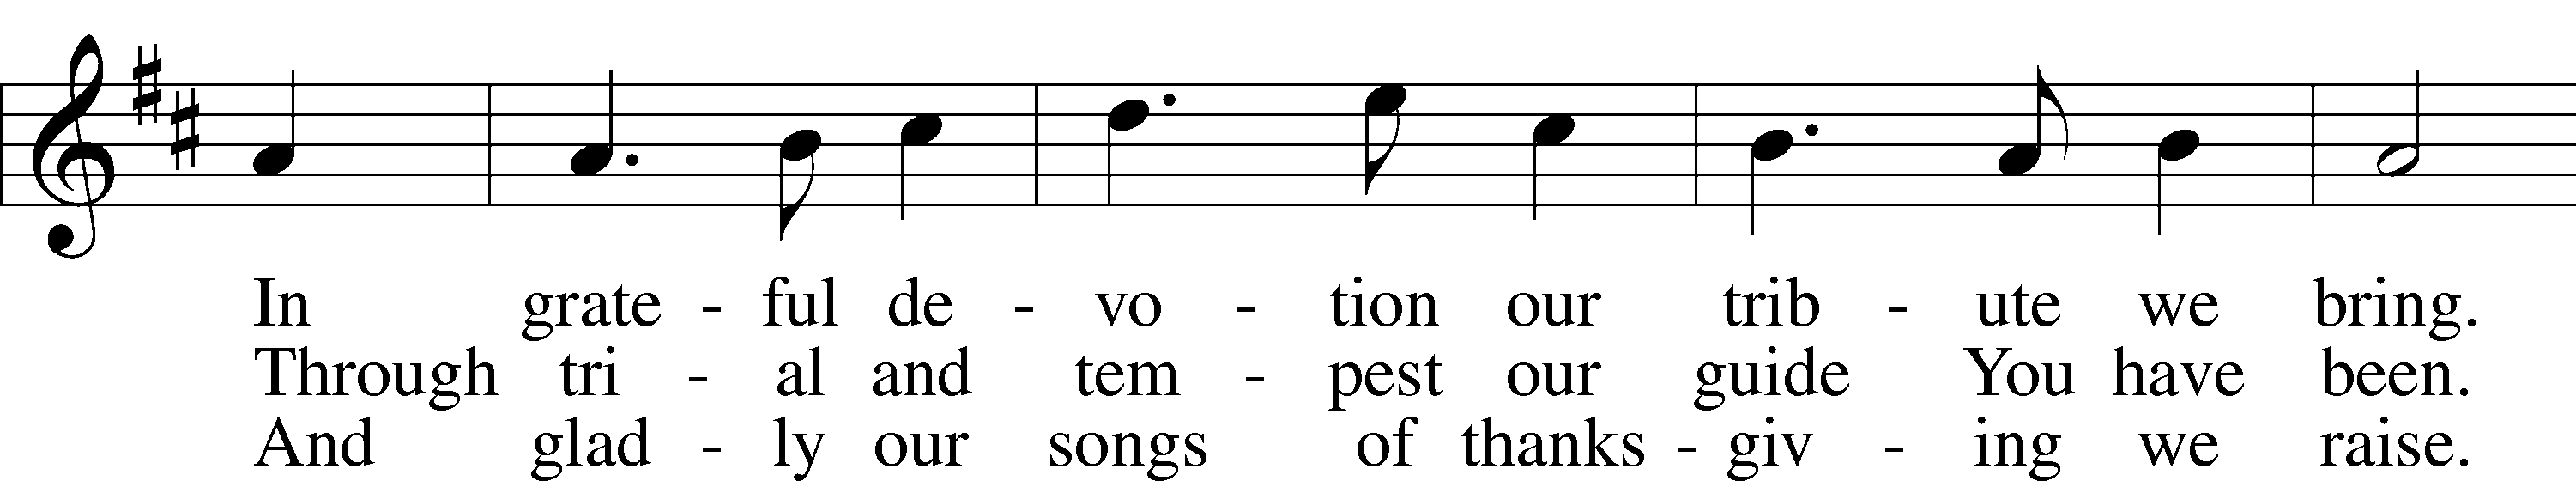 In grate - ful de - vo - tion our trib - ute we bring.
Through tri - al and tem - pest our guide You have been.
And glad - ly our songs of thanks - giv - ing we raise.